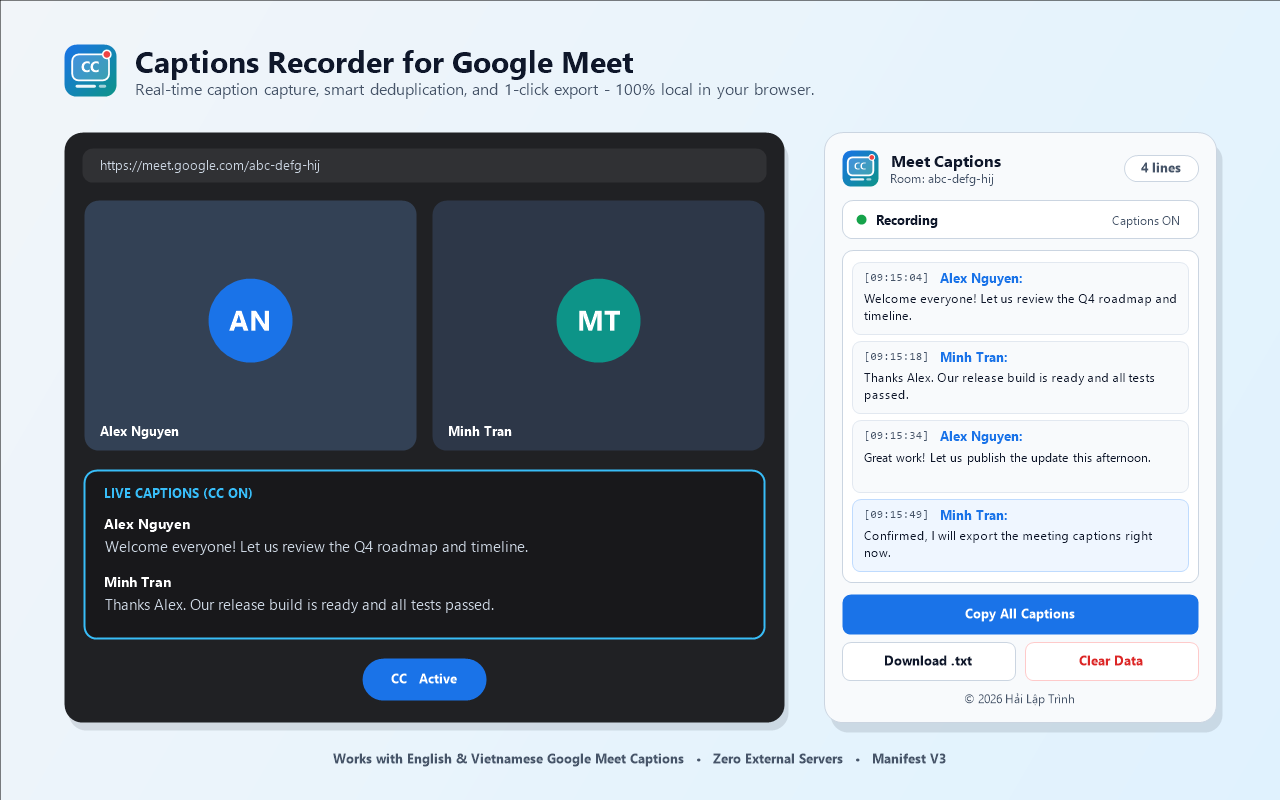 CC
Captions Recorder for Google Meet
Real-time caption capture, smart deduplication, and 1-click export - 100% local in your browser.
https://meet.google.com/abc-defg-hij
AN
Alex Nguyen
MT
Minh Tran
LIVE CAPTIONS (CC ON)
Alex Nguyen
Welcome everyone! Let us review the Q4 roadmap and timeline.
Minh Tran
Thanks Alex. Our release build is ready and all tests passed.
CC Active
CC
Meet Captions
Room: abc-defg-hij
4 lines
Recording
Captions ON
[09:15:04] Alex Nguyen:
Welcome everyone! Let us review the Q4 roadmap and
timeline.
[09:15:18] Minh Tran:
Thanks Alex. Our release build is ready and all tests
passed.
[09:15:34] Alex Nguyen:
Great work! Let us publish the update this afternoon.
[09:15:49] Minh Tran:
Confirmed, I will export the meeting captions right
now.
Copy All Captions
Download .txt
Clear Data
© 2026 Hải Lập Trình
Works with English & Vietnamese Google Meet Captions • Zero External Servers • Manifest V3